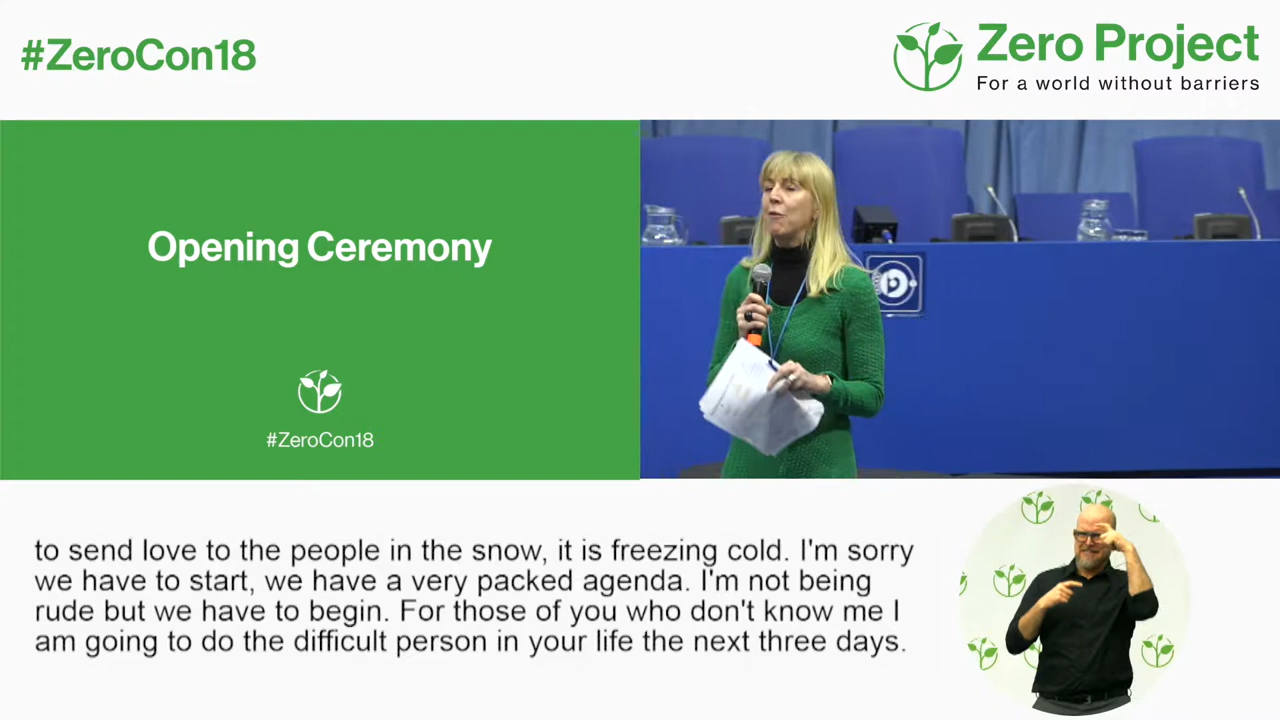 #ZeroCon18
Zero Project
For a world without barriers
Opening Ceremony
#ZeroCon18
to send love to the people in the snow, it is freezing cold. I'm sorry
we have to start, we have a very packed agenda. I'm not being
rude but we have to begin. For those of you who don't know me I
am going to do the difficult person in your life the next three days.